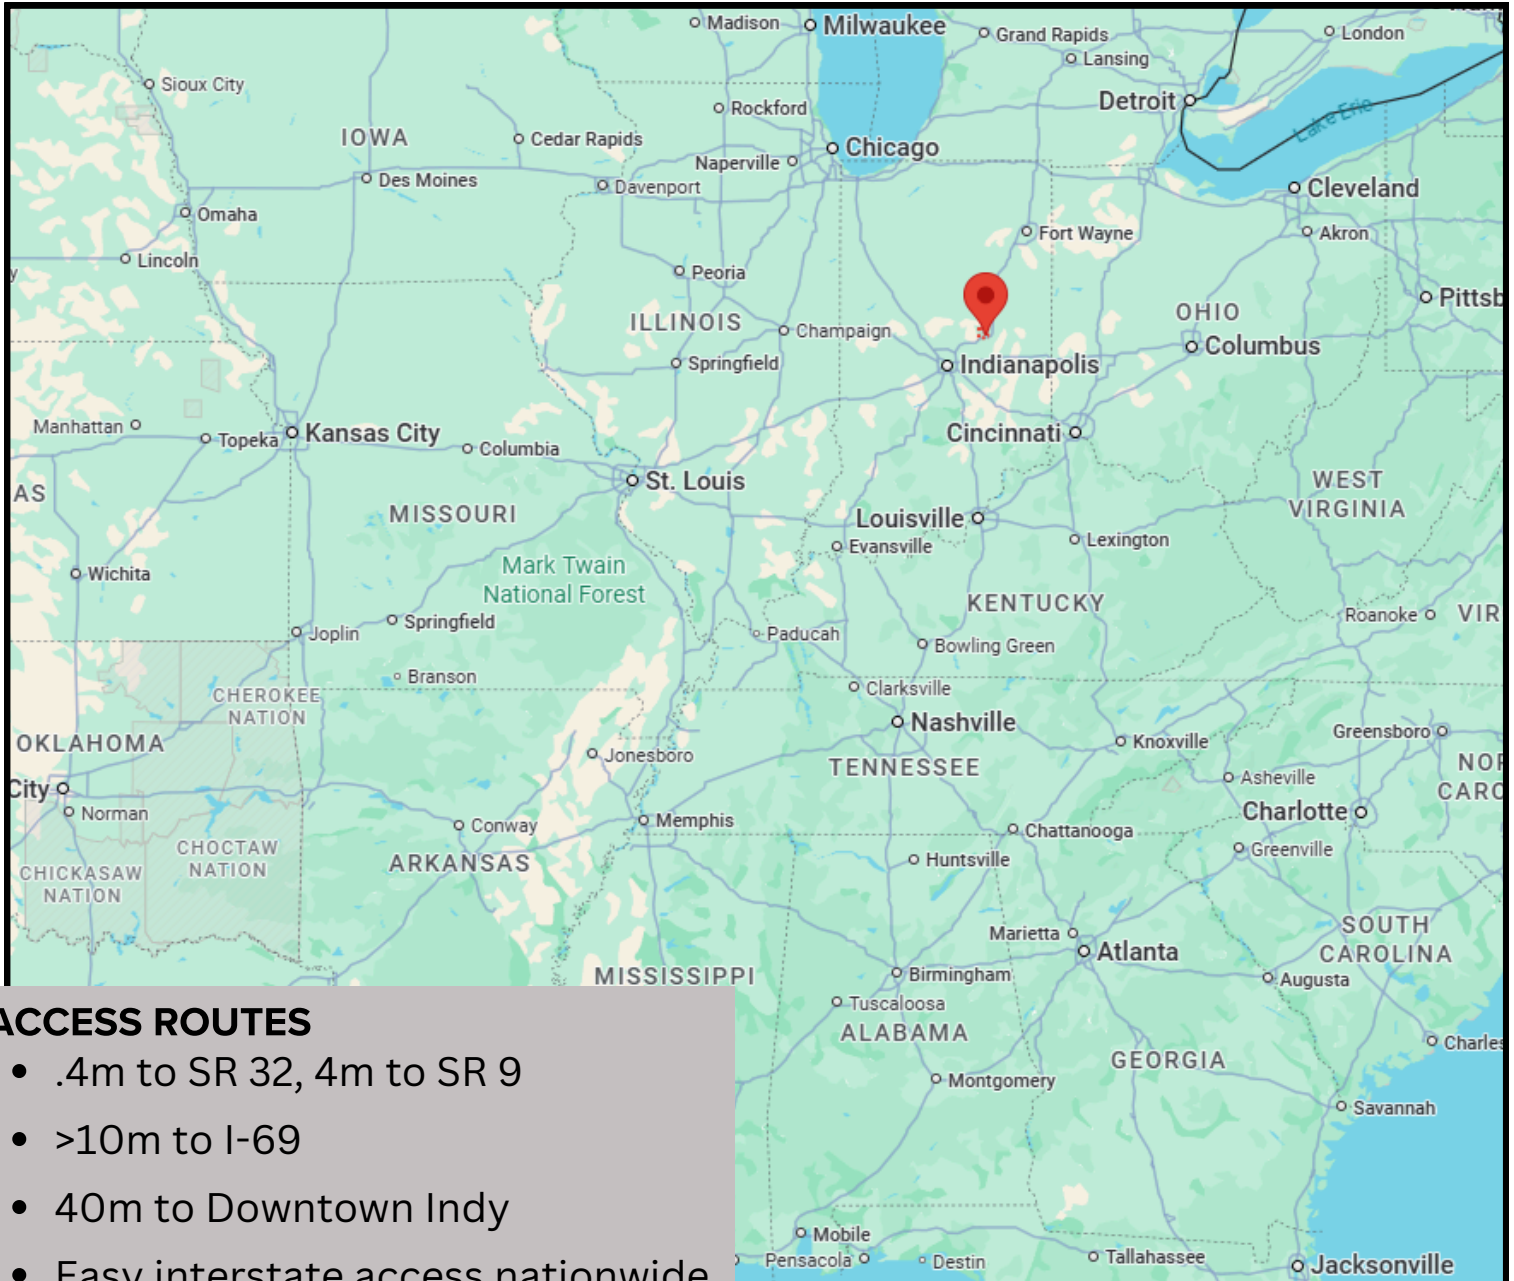 Madison
Milwaukee
Grand Rapids
London
Lansing
Sioux City
Detroit
Rockford
Lake Erie
IOWA
Cedar Rapids
Chicago
Naperville
Des Moines
Davenport
Cleveland
Omaha
Fort Wayne
Akron
Lincoln
Peoria
Pittsb
OHIO
ILLINOIS
Champaign
Columbus
Springfield
Indianapolis
Manhattan
Topeka
Kansas City
Columbia
Cincinnati
St. Louis
WEST
VIRGINIA
AS
MISSOURI
Louisville
Evansville
Lexington
Mark Twain
National Forest
Wichita
KENTUCKY
Roanoke
VIR
Springfield
Joplin
Paducah
Bowling Green
Branson
Clarksville
CHEROKEE
NATION
Nashville
Greensboro
OKLAHOMA
Knoxville
Jonesboro
TENNESSEE
NOR
CARO
Asheville
City
Norman
Charlotte
Conway
Memphis
Chattanooga
CHOCTAW
NATION
Greenville
ARKANSAS
Huntsville
CHICKASAW
NATION
SOUTH
CAROLINA
Marietta
Atlanta
MISSISSIPPI
Birmingham
Augusta
Tuscaloosa
ALABAMA
Charles
GEORGIA
Montgomery
Savannah
Mobile
Pensacola
Destin
Tallahassee
Jacksonville
ACCESS ROUTES
• .4m to SR 32, 4m to SR 9
• >10m to I-69
• 40m to Downtown Indy
• Easy interstate access nationwide